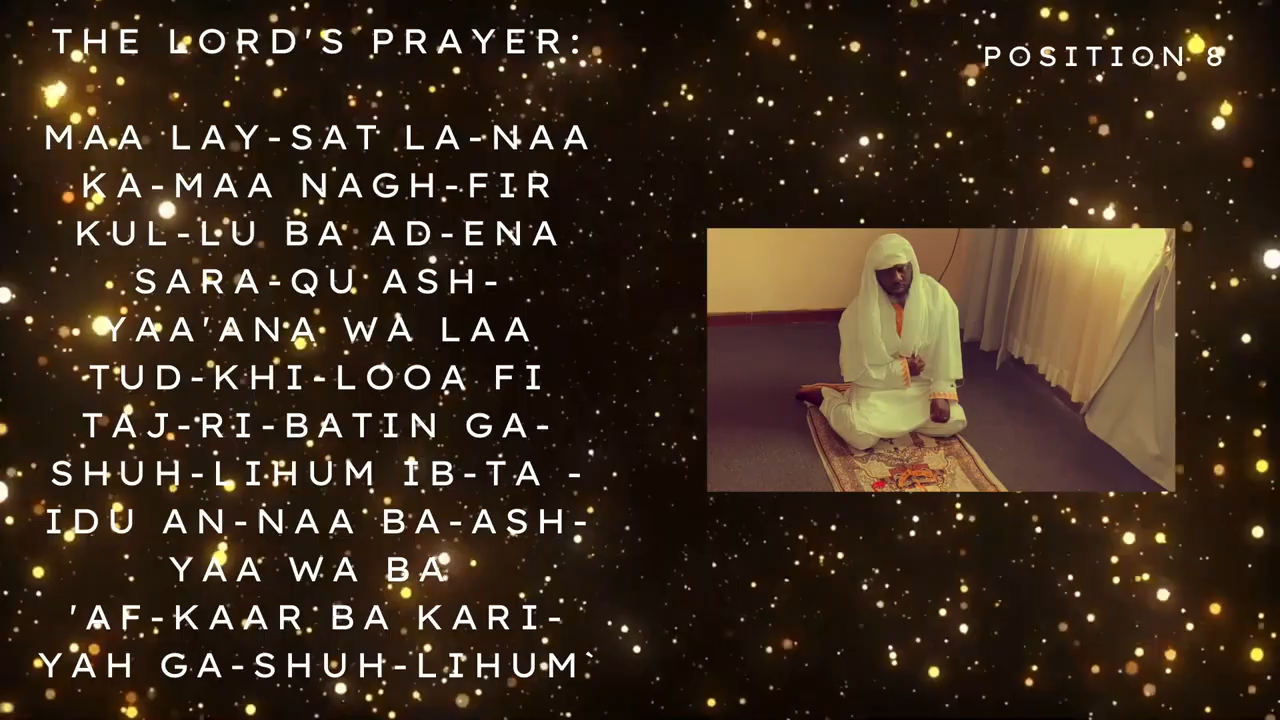 THE LORD'S PRAYER:
POSITION 8
MAA LAY-SAT LA-NAA
KA-MAA NAGH-FIR
KUL-LU BA AD-ENA
SARA-QU ASH-
YAA'ANA WA LAA
TUD-KHI-LOOA FI
TAJ-RI-BATIN GA-
SHUH-LIHUM IB-TA -
IDU AN-NAA BA-ASH-
YAA WA BA
'AF-KAAR BA KARI-
YAH GA-SHUH-LIHUM`